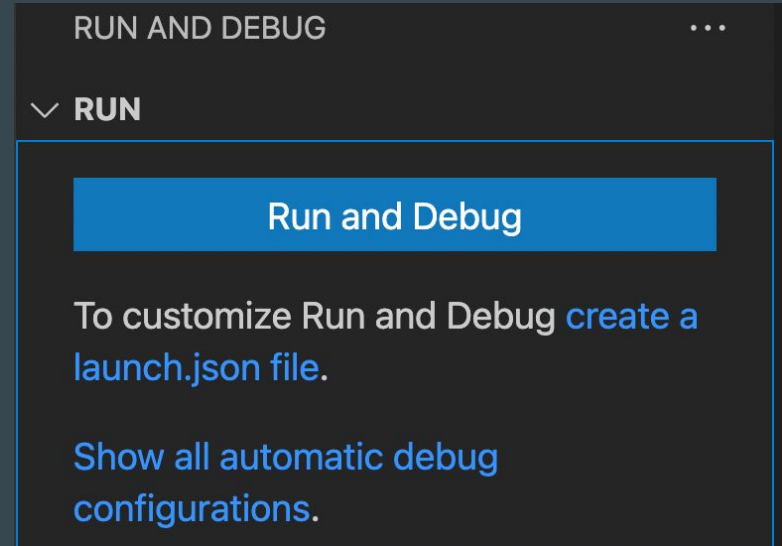 RUN AND DEBUG
RUN
Run and Debug
To customize Run and Debug create a
launch.json file.
Show all automatic debug
configurations.